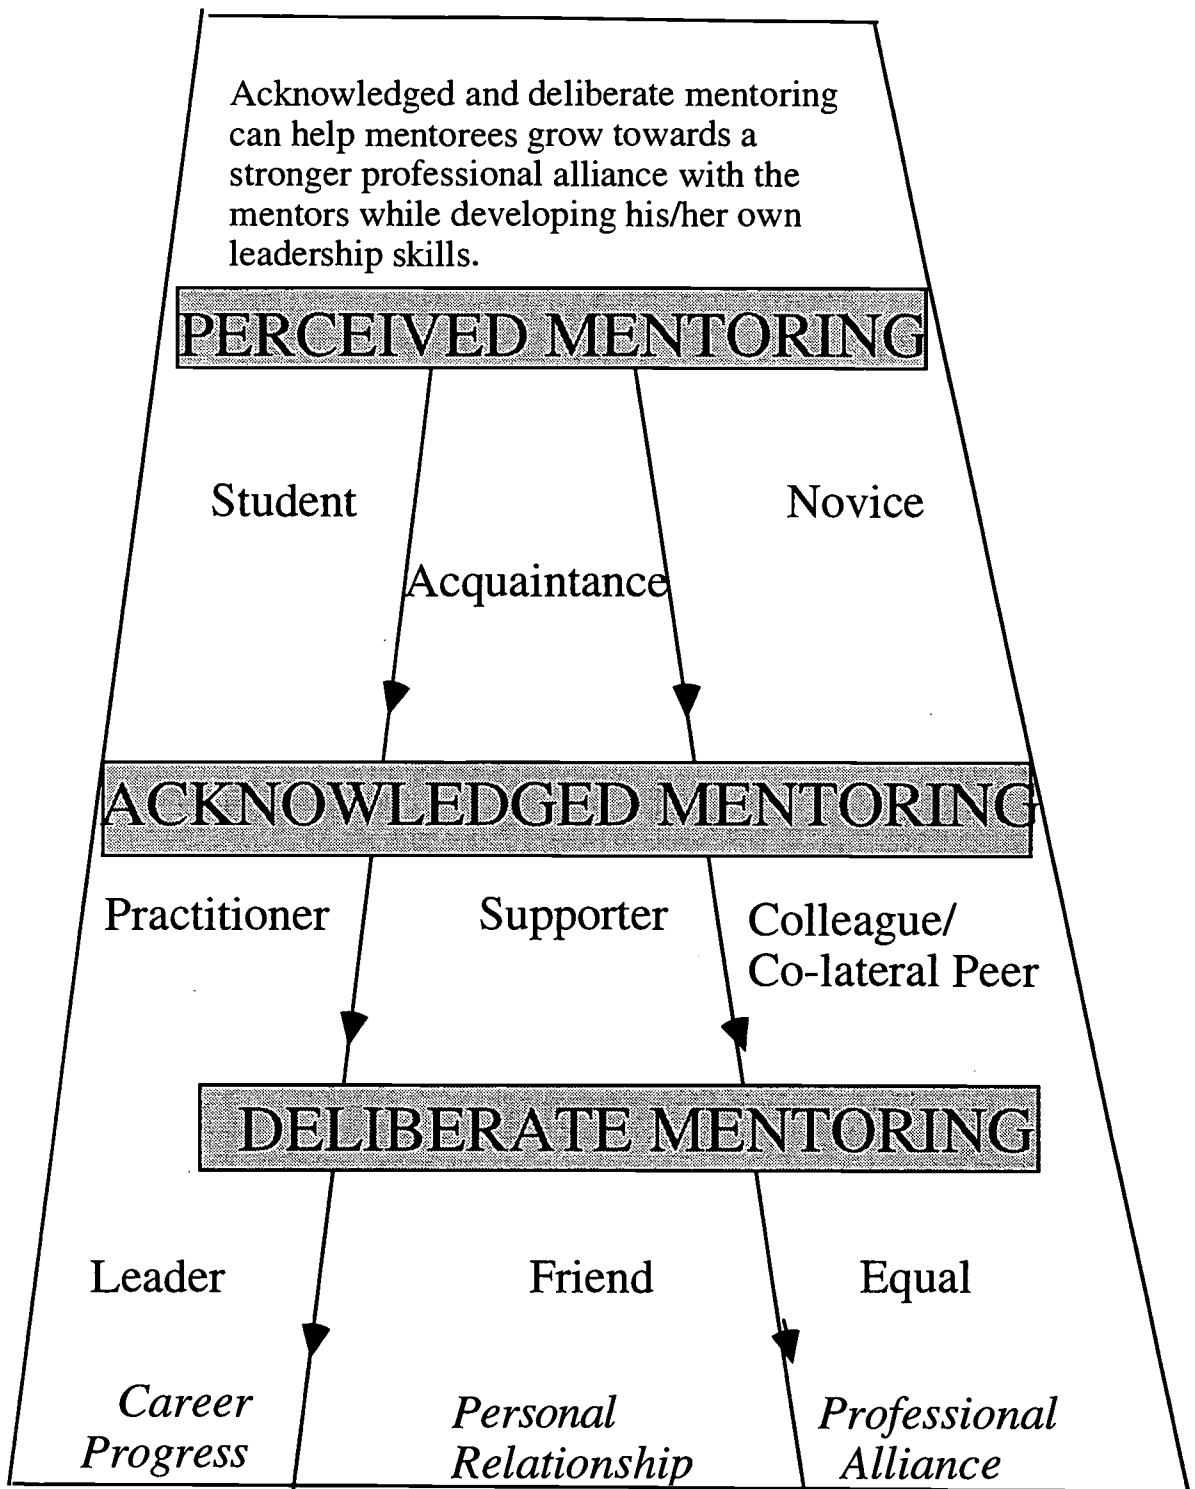 Acknowledged and deliberate mentoring
can help mentorees grow towards a
stronger professional alliance with the
mentors while developing his/her own
leadership skills.
PERCEIVED MENTORING
Student
Novice
Acquaintance
ACKNOWLEDGED MENTORING
Practitioner
Supporter
Colleague/
Co-lateral Peer
DELIBERATE MENTORING
Leader
Friend
Equal
Career
Progress
Personal
Relationship
Professional
Alliance